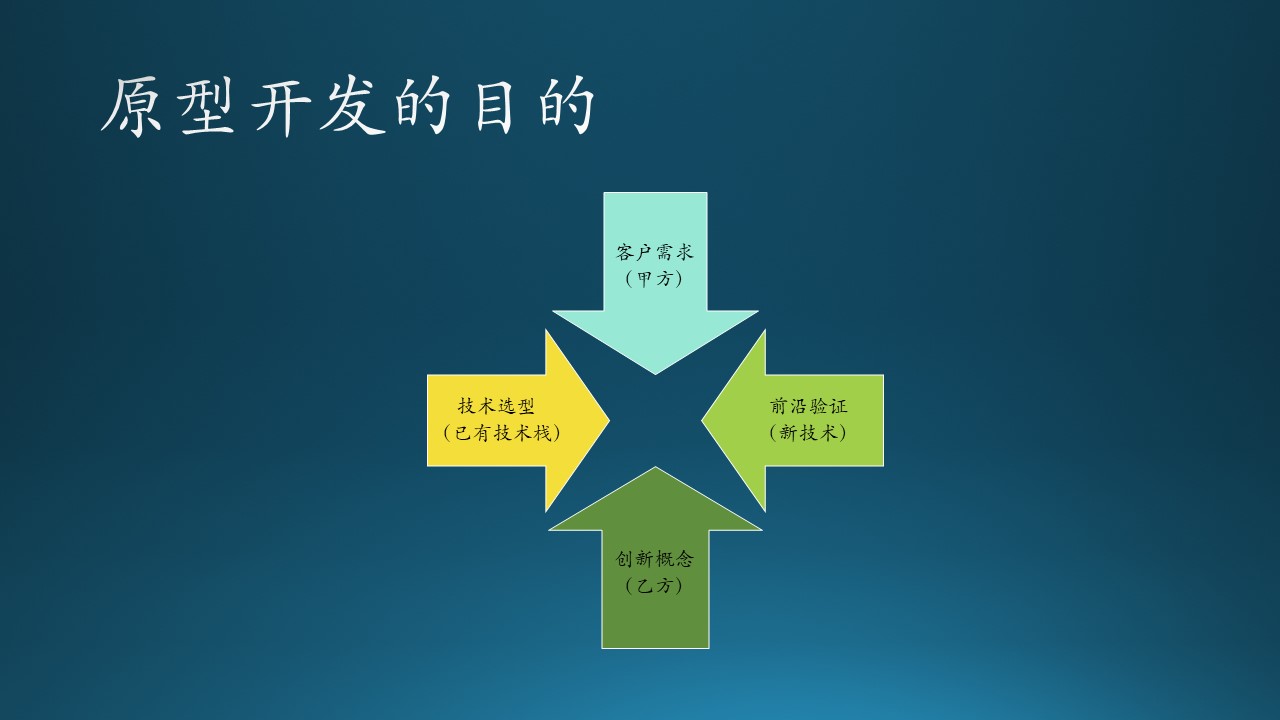 原型开发的目的
客户需求
（甲方）
技术选型
（已有技术栈）
前沿验证
（新技术）
创新概念
（乙方）